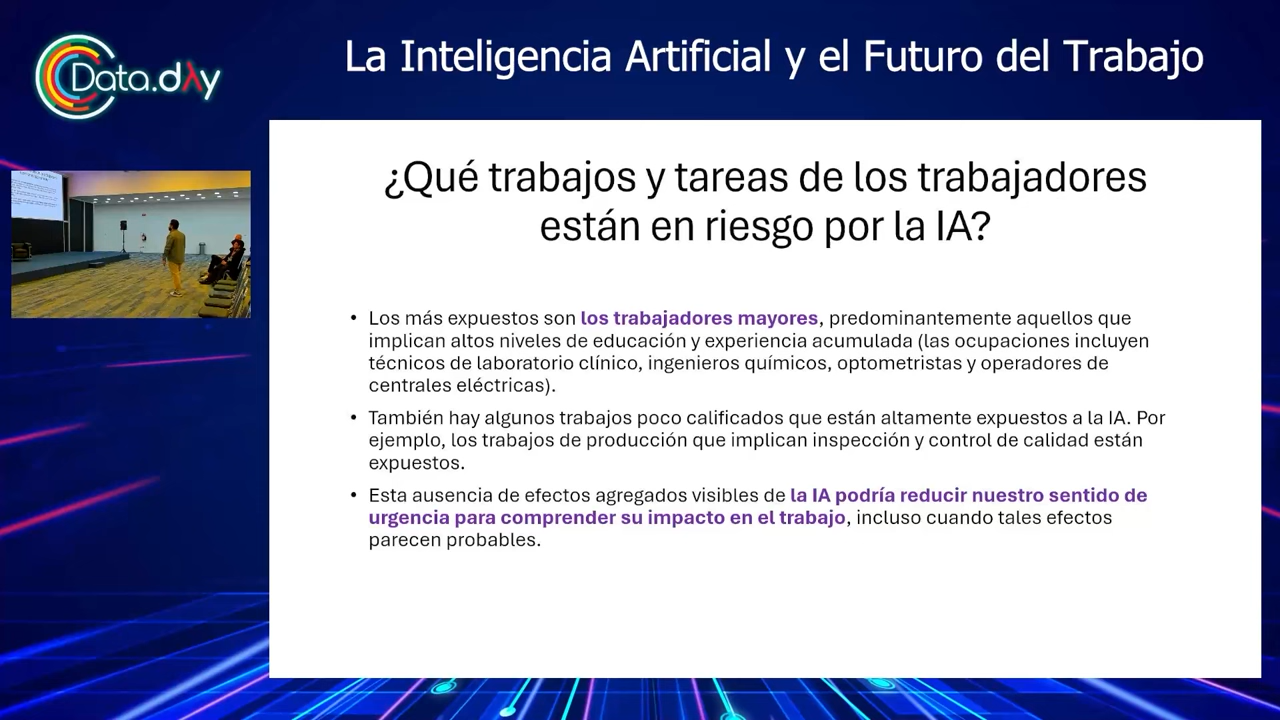 Data.dλy
La Inteligencia Artificial y el Futuro del Trabajo
¿Qué trabajos y tareas de los trabajadores
están en riesgo por la IA?
• Los más expuestos son los trabajadores mayores, predominantemente aquellos que
implican altos niveles de educación y experiencia acumulada (las ocupaciones incluyen
técnicos de laboratorio clínico, ingenieros químicos, optometristas y operadores de
centrales eléctricas).
• También hay algunos trabajos poco calificados que están altamente expuestos a la IA. Por
ejemplo, los trabajos de producción que implican inspección y control de calidad están
expuestos.
• Esta ausencia de efectos agregados visibles de la IA podría reducir nuestro sentido de
urgencia para comprender su impacto en el trabajo, incluso cuando tales efectos
parecen probables.